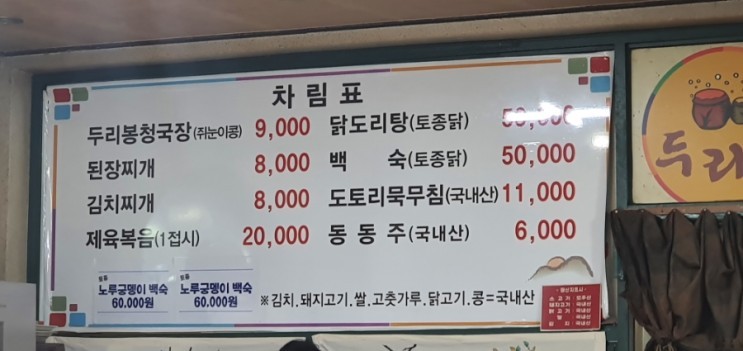 차림표
두리봉청국장(쥐눈이콩) 9,000
된장찌개 8,000
김치찌개 8,000
제육복음(1접시) 20,000
닭도리탕(토종닭) 50,000
백 숙(토종닭) 50,000
도토리묵무침(국내산) 11,000
동동주(국내산) 6,000
노루궁뎅이 백숙
60.000원
노루궁뎅이 백숙
60.000원
※김치.돼지고기.쌀.고춧가루.닭고기.콩=국내산
두리